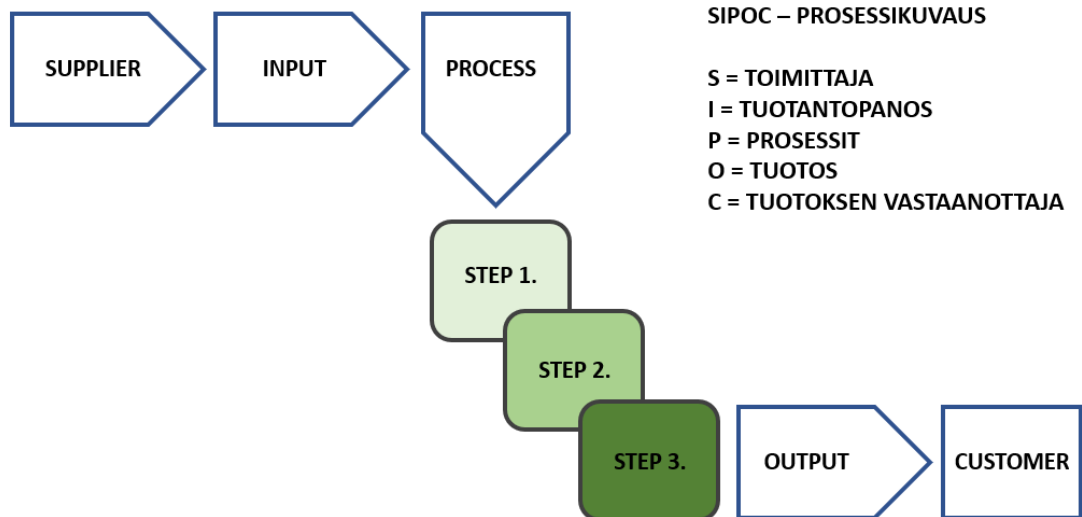 SUPPLIER
INPUT
PROCESS
SIPOC – PROSESSIKUVAUS
S = TOIMITTAJA
I = TUOTANTOPANOS
P = PROSESSIT
O = TUOTOS
C = TUOTOKSEN VASTAANOTTAJA
STEP 1.
STEP 2.
STEP 3.
OUTPUT
CUSTOMER